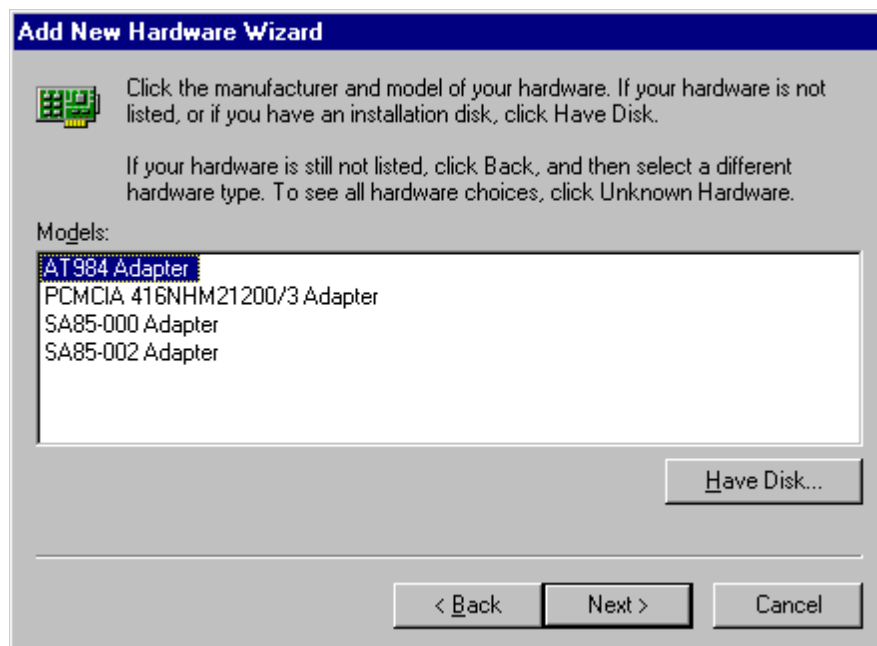 Add New Hardware Wizard
Click the manufacturer and model of your hardware. If your hardware is not
listed, or if you have an installation disk, click Have Disk.
If your hardware is still not listed, click Back, and then select a different
hardware type. To see all hardware choices, click Unknown Hardware.
Models:
AT984 Adapter
PCMCIA 416NHM21200/3 Adapter
SA85-000 Adapter
SA85-002 Adapter
Have Disk...
< Back
Next >
Cancel